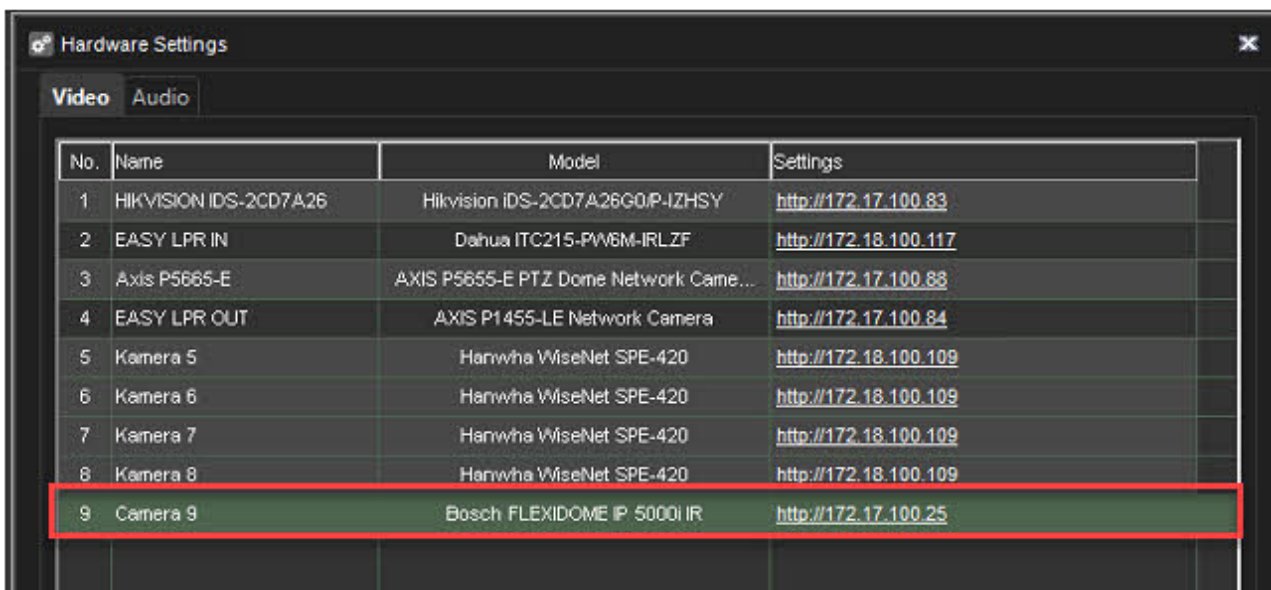 Hardware Settings
Video Audio
No. Name Model Settings
1 HIKVISION IDS-2CD7A26 Hikvision iDS-2CD7A26G0/P-IZHSY http://172.17.100.83
2 EASY LPR IN Dahua ITC215-PW6M-IRLZF http://172.18.100.117
3 Axis P5665-E AXIS P5655-E PTZ Dome Network Came... http://172.17.100.88
4 EASY LPR OUT AXIS P1455-LE Network Camera http://172.17.100.84
5 Kamera 5 Hanwha WiseNet SPE-420 http://172.18.100.109
6 Kamera 6 Hanwha WiseNet SPE-420 http://172.18.100.109
7 Kamera 7 Hanwha WiseNet SPE-420 http://172.18.100.109
8 Kamera 8 Hanwha WiseNet SPE-420 http://172.18.100.109
9 Camera 9 Bosch FLEXIDOME IP 5000i IR http://172.17.100.25